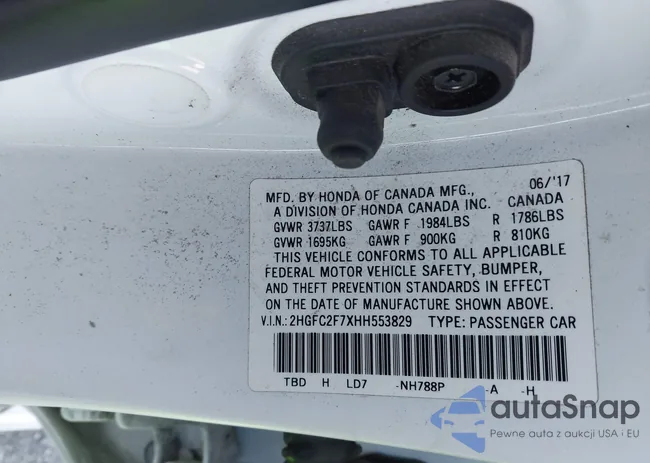 MFD. BY HONDA OF CANADA MFG., 06/'17
A DIVISION OF HONDA CANADA INC. CANADA
GVWR 3737LBS GAWR F 1984LBS R 1786LBS
GVWR 1695KG GAWR F 900KG R 810KG
THIS VEHICLE CONFORMS TO ALL APPLICABLE
FEDERAL MOTOR VEHICLE SAFETY, BUMPER,
AND THEFT PREVENTION STANDARDS IN EFFECT
ON THE DATE OF MANUFACTURE SHOWN ABOVE.
V.I.N.: 2HGFC2F7XHH553829 TYPE: PASSENGER CAR
TBD H LD7 -NH788P -A -H
autaSnap
Pewne auta z aukcji USA i EU